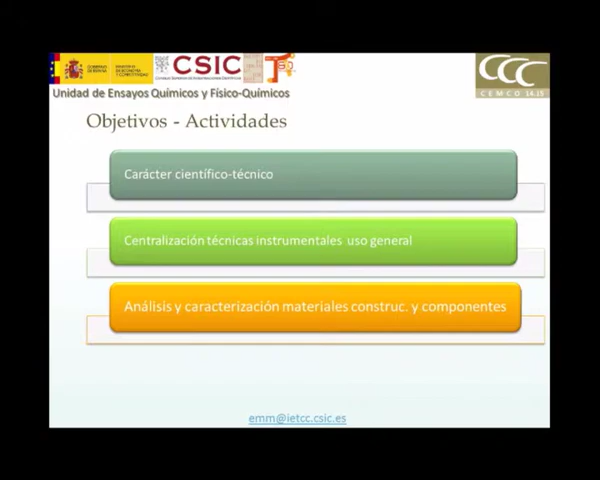 CSIC
CCC
CEMCO 14.15
Unidad de Ensayos Químicos y Físico-Químicos
Objetivos - Actividades
Carácter científico-técnico
Centralización técnicas instrumentales uso general
Análisis y caracterización materiales construc. y componentes
emm@ietcc.csic.es